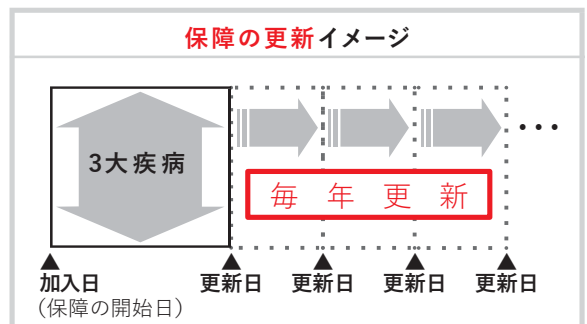 保障の更新イメージ
3大疾病
・・・
毎年更新
加入日 更新日 更新日 更新日 更新日
（保障の開始日）